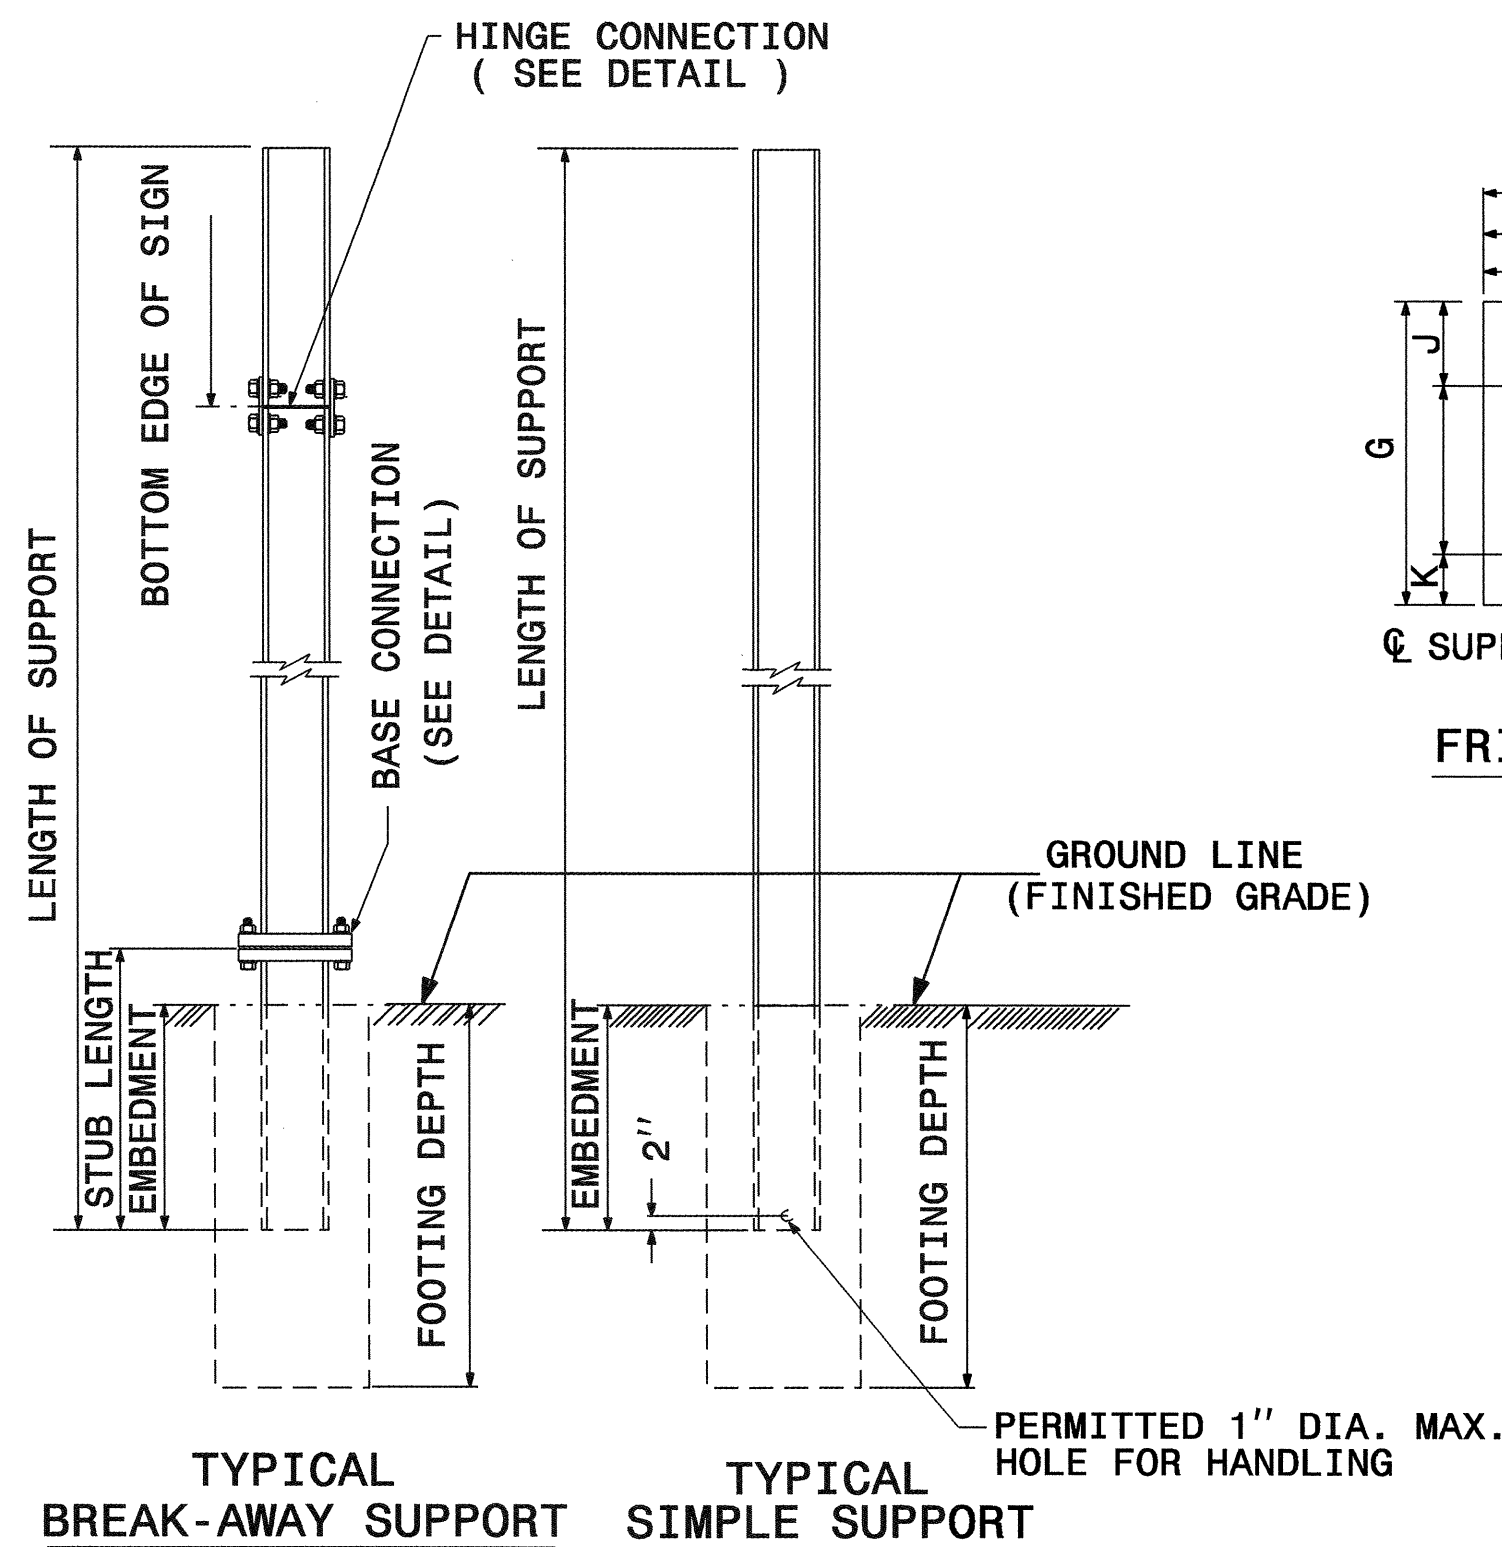 HINGE CONNECTION
( SEE DETAIL )
BOTTOM EDGE OF SIGN
LENGTH OF SUPPORT
BASE CONNECTION
(SEE DETAIL)
STUB LENGTH
EMBEDMENT
FOOTING DEPTH
LENGTH OF SUPPORT
GROUND LINE
(FINISHED GRADE)
EMBEDMENT
2"
FOOTING DEPTH
PERMITTED 1" DIA. MAX.
HOLE FOR HANDLING
TYPICAL
BREAK-AWAY SUPPORT
TYPICAL
SIMPLE SUPPORT
J
G
K
℄ SUP
FRI